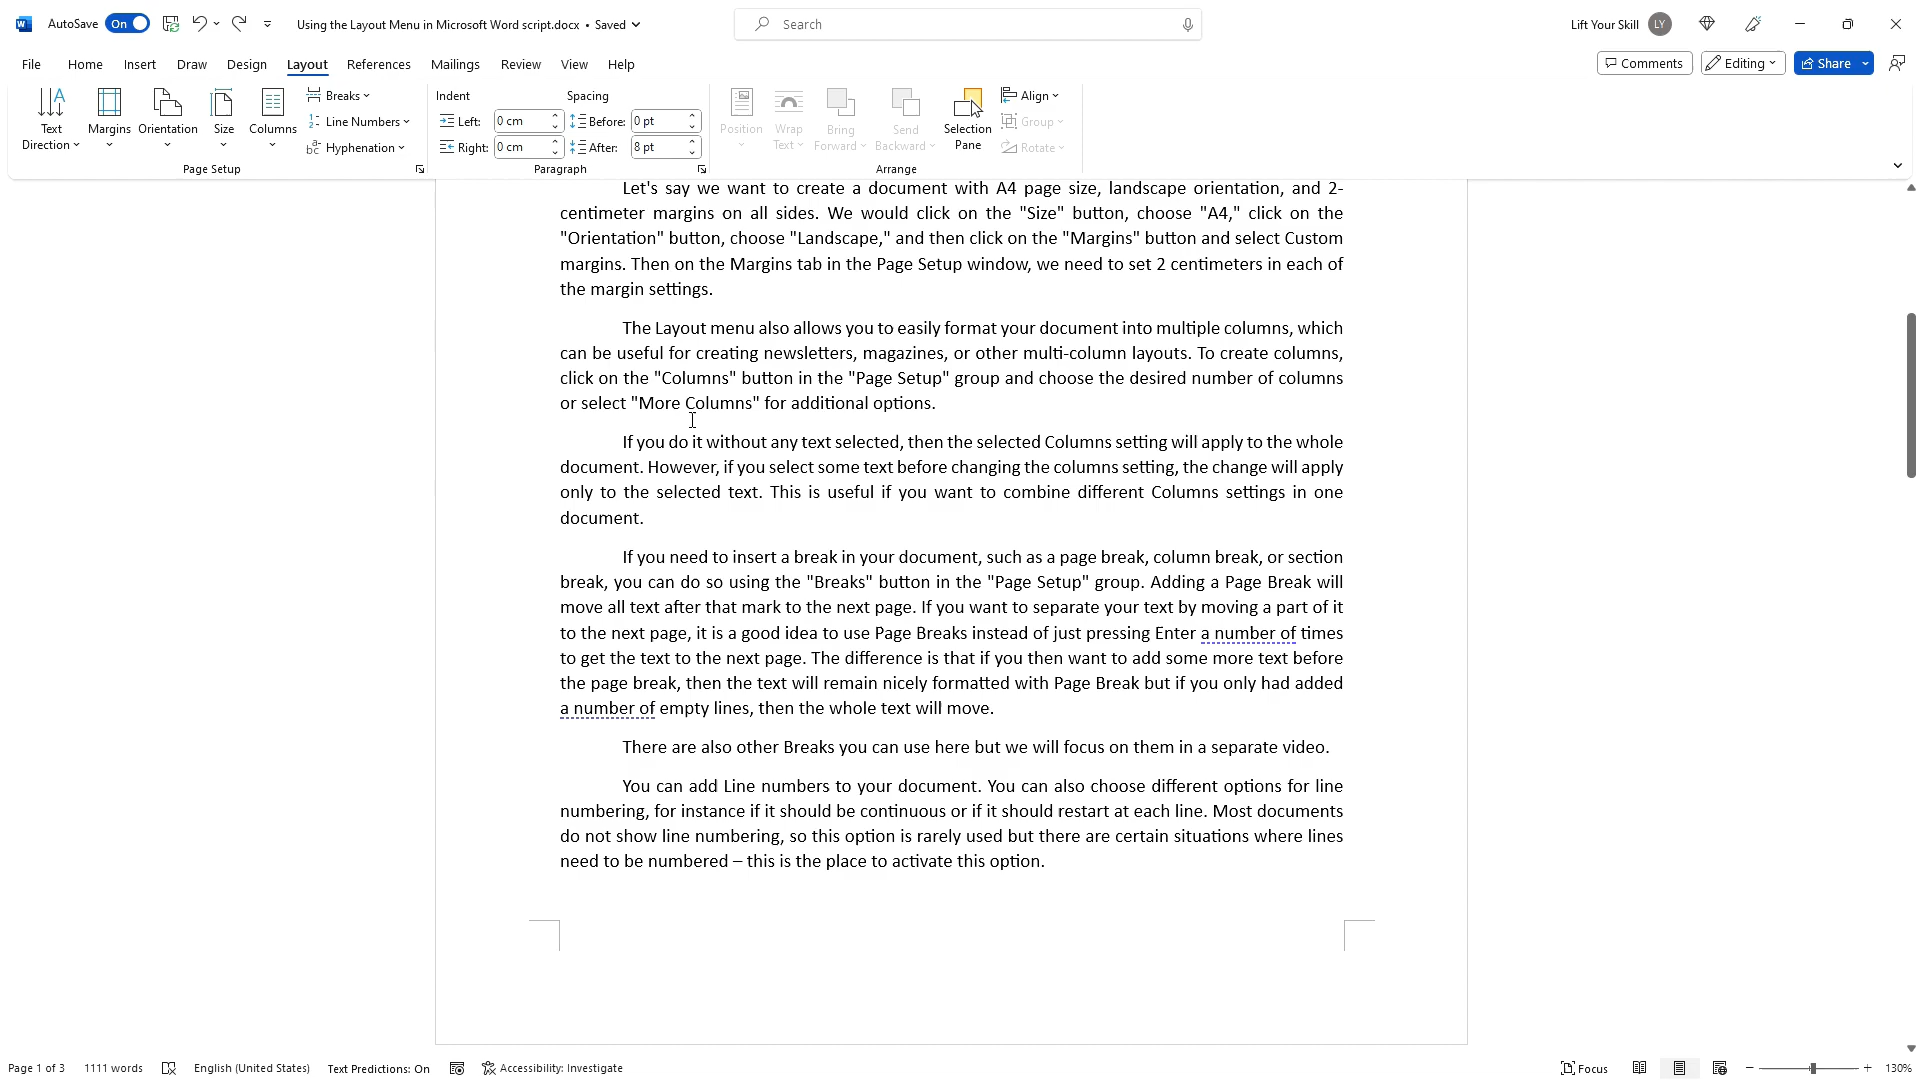 AutoSave On Using the Layout Menu in Microsoft Word script.docx • Saved Search Lift Your Skill LY
File Home Insert Draw Design Layout References Mailings Review View Help Comments Editing Share
Text Direction Margins Orientation Size Columns Breaks Line Numbers Hyphenation
Page Setup
Indent Spacing
Left: 0 cm Before: 0 pt
Right: 0 cm After: 8 pt
Paragraph
Position Wrap Text Bring Forward Send Backward Selection Pane Align Group Rotate
Arrange
Let's say we want to create a document with A4 page size, landscape orientation, and 2-
centimeter margins on all sides. We would click on the "Size" button, choose "A4," click on the
"Orientation" button, choose "Landscape," and then click on the "Margins" button and select Custom
margins. Then on the Margins tab in the Page Setup window, we need to set 2 centimeters in each of
the margin settings.
The Layout menu also allows you to easily format your document into multiple columns, which
can be useful for creating newsletters, magazines, or other multi-column layouts. To create columns,
click on the "Columns" button in the "Page Setup" group and choose the desired number of columns
or select "More Columns" for additional options.
If you do it without any text selected, then the selected Columns setting will apply to the whole
document. However, if you select some text before changing the columns setting, the change will apply
only to the selected text. This is useful if you want to combine different Columns settings in one
document.
If you need to insert a break in your document, such as a page break, column break, or section
break, you can do so using the "Breaks" button in the "Page Setup" group. Adding a Page Break will
move all text after that mark to the next page. If you want to separate your text by moving a part of it
to the next page, it is a good idea to use Page Breaks instead of just pressing Enter a number of times
to get the text to the next page. The difference is that if you then want to add some more text before
the page break, then the text will remain nicely formatted with Page Break but if you only had added
a number of empty lines, then the whole text will move.
There are also other Breaks you can use here but we will focus on them in a separate video.
You can add Line numbers to your document. You can also choose different options for line
numbering, for instance if it should be continuous or if it should restart at each line. Most documents
do not show line numbering, so this option is rarely used but there are certain situations where lines
need to be numbered – this is the place to activate this option.
Page 1 of 3 1111 words English (United States) Text Predictions: On Accessibility: Investigate Focus 130%